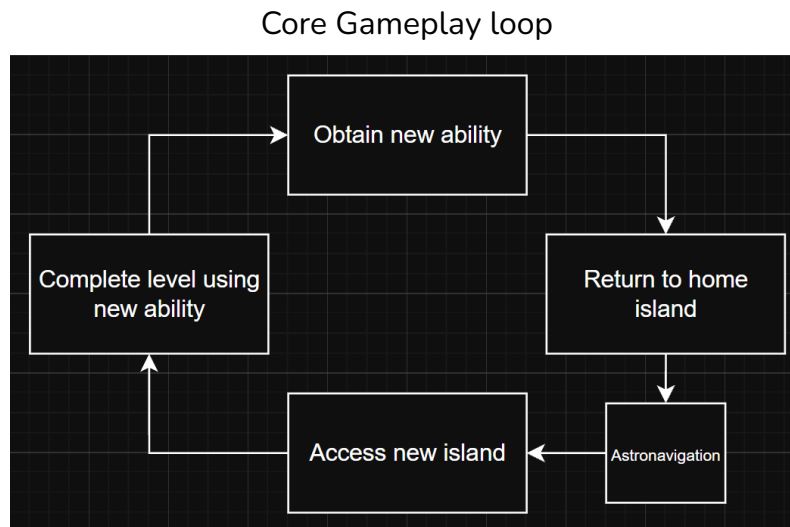 Core Gameplay loop
Obtain new ability
Complete level using
new ability
Return to home
island
Access new island
Astronavigation